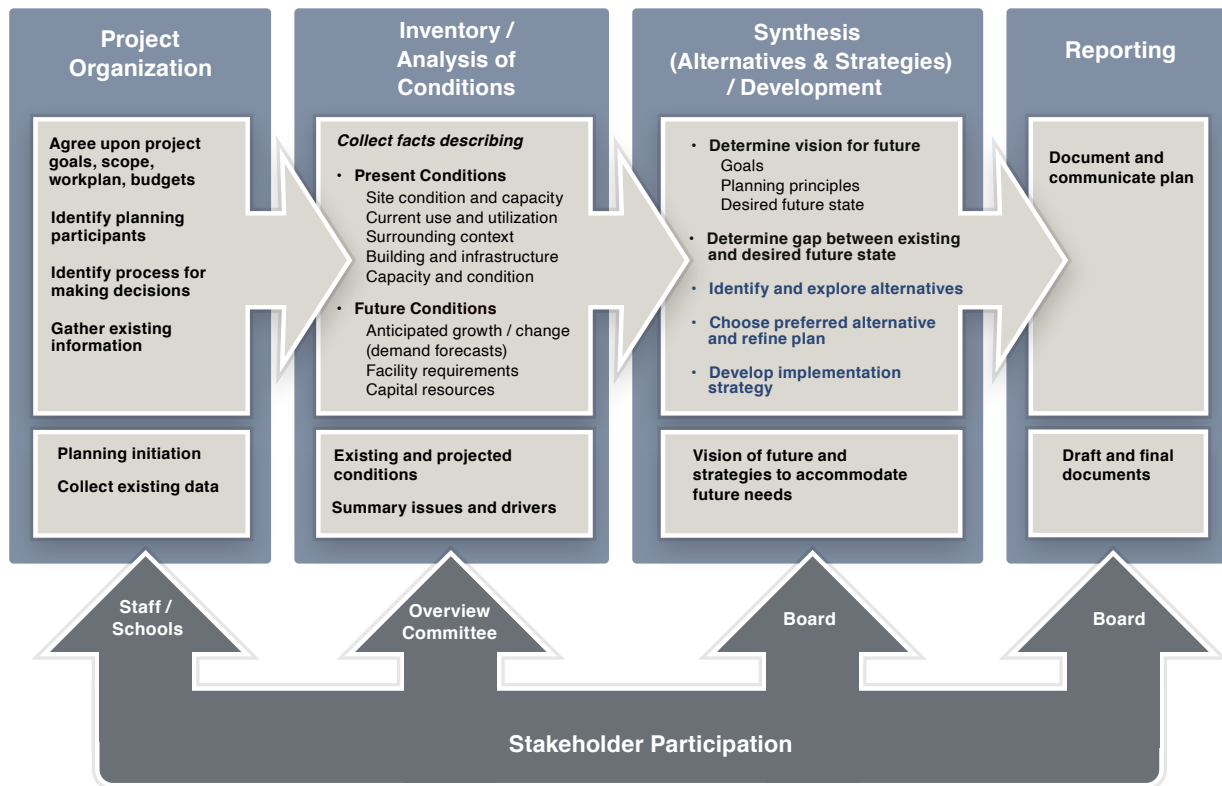 Project
Organization
Agree upon project
goals, scope,
workplan, budgets
Identify planning
participants
Identify process for
making decisions
Gather existing
information
Planning initiation
Collect existing data
Inventory /
Analysis of
Conditions
Collect facts describing
• Present Conditions
Site condition and capacity
Current use and utilization
Surrounding context
Building and infrastructure
Capacity and condition
• Future Conditions
Anticipated growth / change
(demand forecasts)
Facility requirements
Capital resources
Existing and projected
conditions
Summary issues and drivers
Synthesis
(Alternatives & Strategies)
/ Development
• Determine vision for future
Goals
Planning principles
Desired future state
• Determine gap between existing
and desired future state
• Identify and explore alternatives
• Choose preferred alternative
and refine plan
• Develop implementation
strategy
Vision of future and
strategies to accommodate
future needs
Reporting
Document and
communicate plan
Draft and final
documents
Staff /
Schools
Overview
Committee
Board
Board
Stakeholder Participation